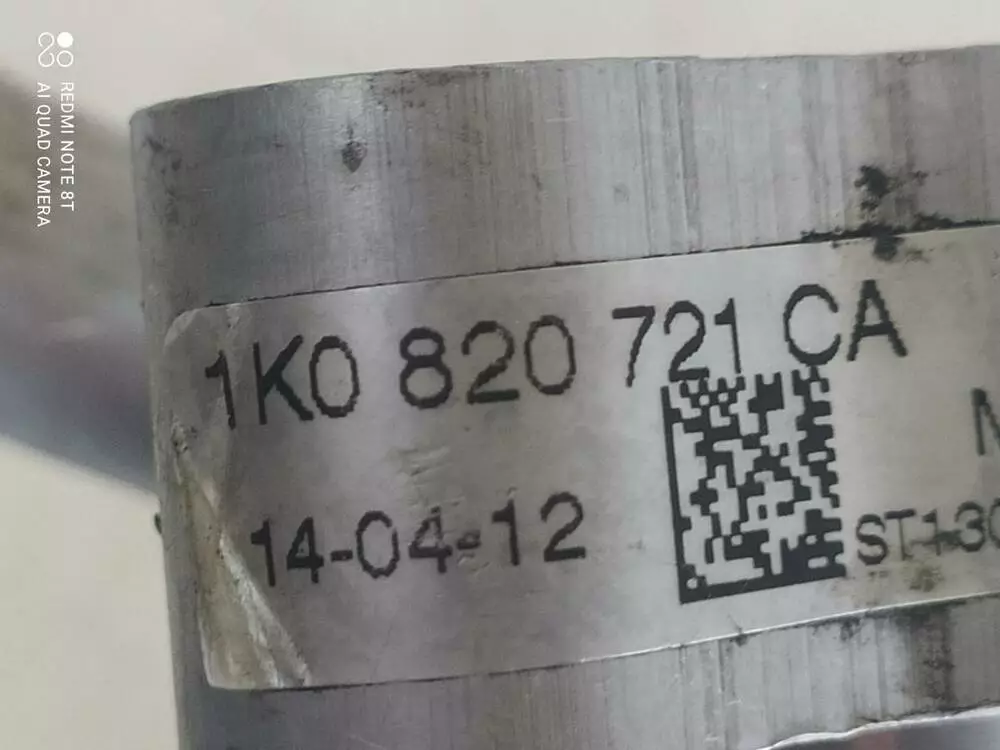 REDMI NOTE 8T
AI QUAD CAMERA
1K0 820 721 CA
14-04-12